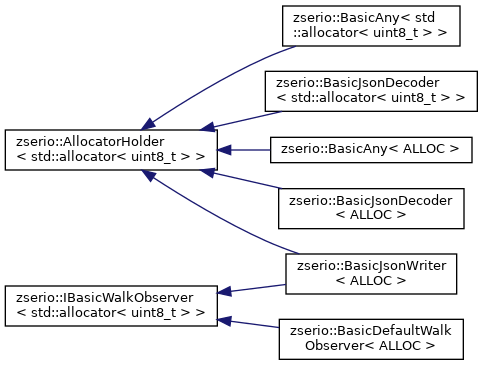 zserio::BasicAny< std
::allocator< uint8_t > >
zserio::BasicJsonDecoder
< std::allocator< uint8_t > >
zserio::AllocatorHolder
< std::allocator< uint8_t > >
zserio::BasicAny< ALLOC >
zserio::BasicJsonDecoder
< ALLOC >
zserio::BasicJsonWriter
< ALLOC >
zserio::IBasicWalkObserver
< std::allocator< uint8_t > >
zserio::BasicDefaultWalk
Observer< ALLOC >